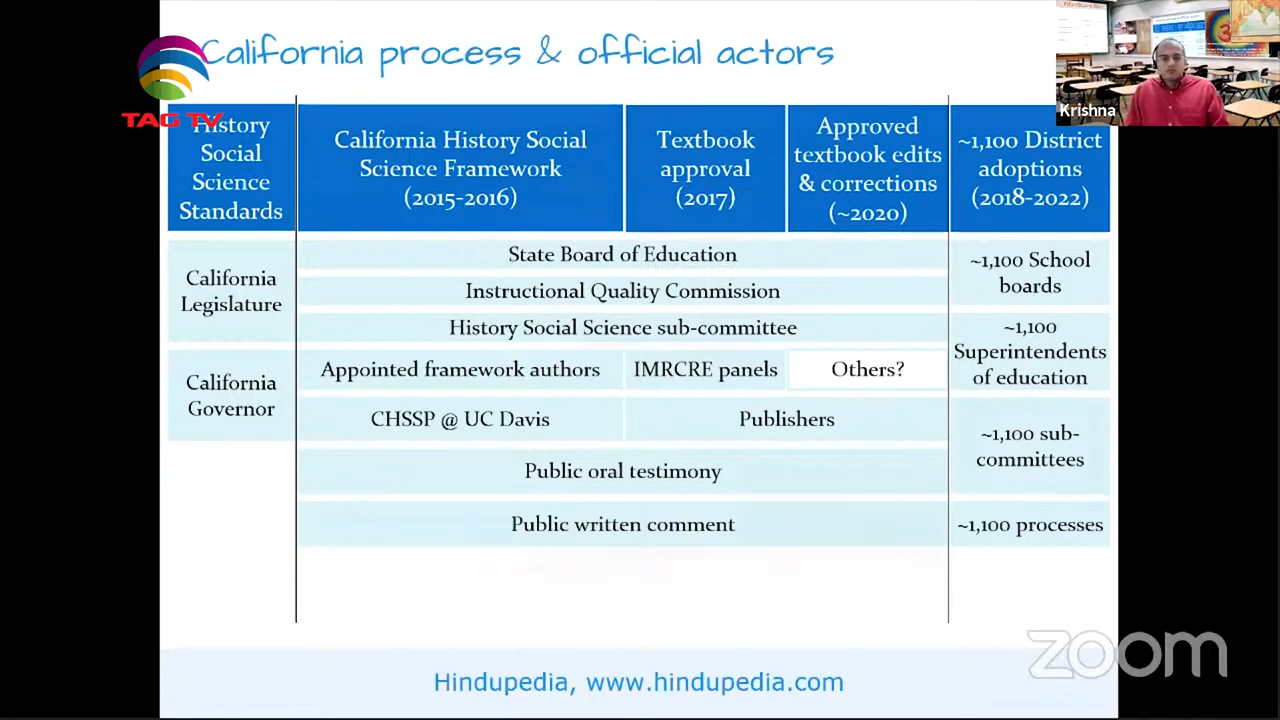 California process & official actors
TAG TV
Krishna
History
Social
Science
Standards
California History Social
Science Framework
(2015-2016)
Textbook
approval
(2017)
Approved
textbook edits
& corrections
(~2020)
~1,100 District
adoptions
(2018-2022)
California
Legislature
State Board of Education
Instructional Quality Commission
History Social Science sub-committee
~1,100 School
boards
~1,100
Superintendents
of education
California
Governor
Appointed framework authors
IMRCRE panels
Others?
CHSSP @ UC Davis
Publishers
~1,100 sub-
committees
Public oral testimony
Public written comment
~1,100 processes
zoom
Hindupedia, www.hindupedia.com